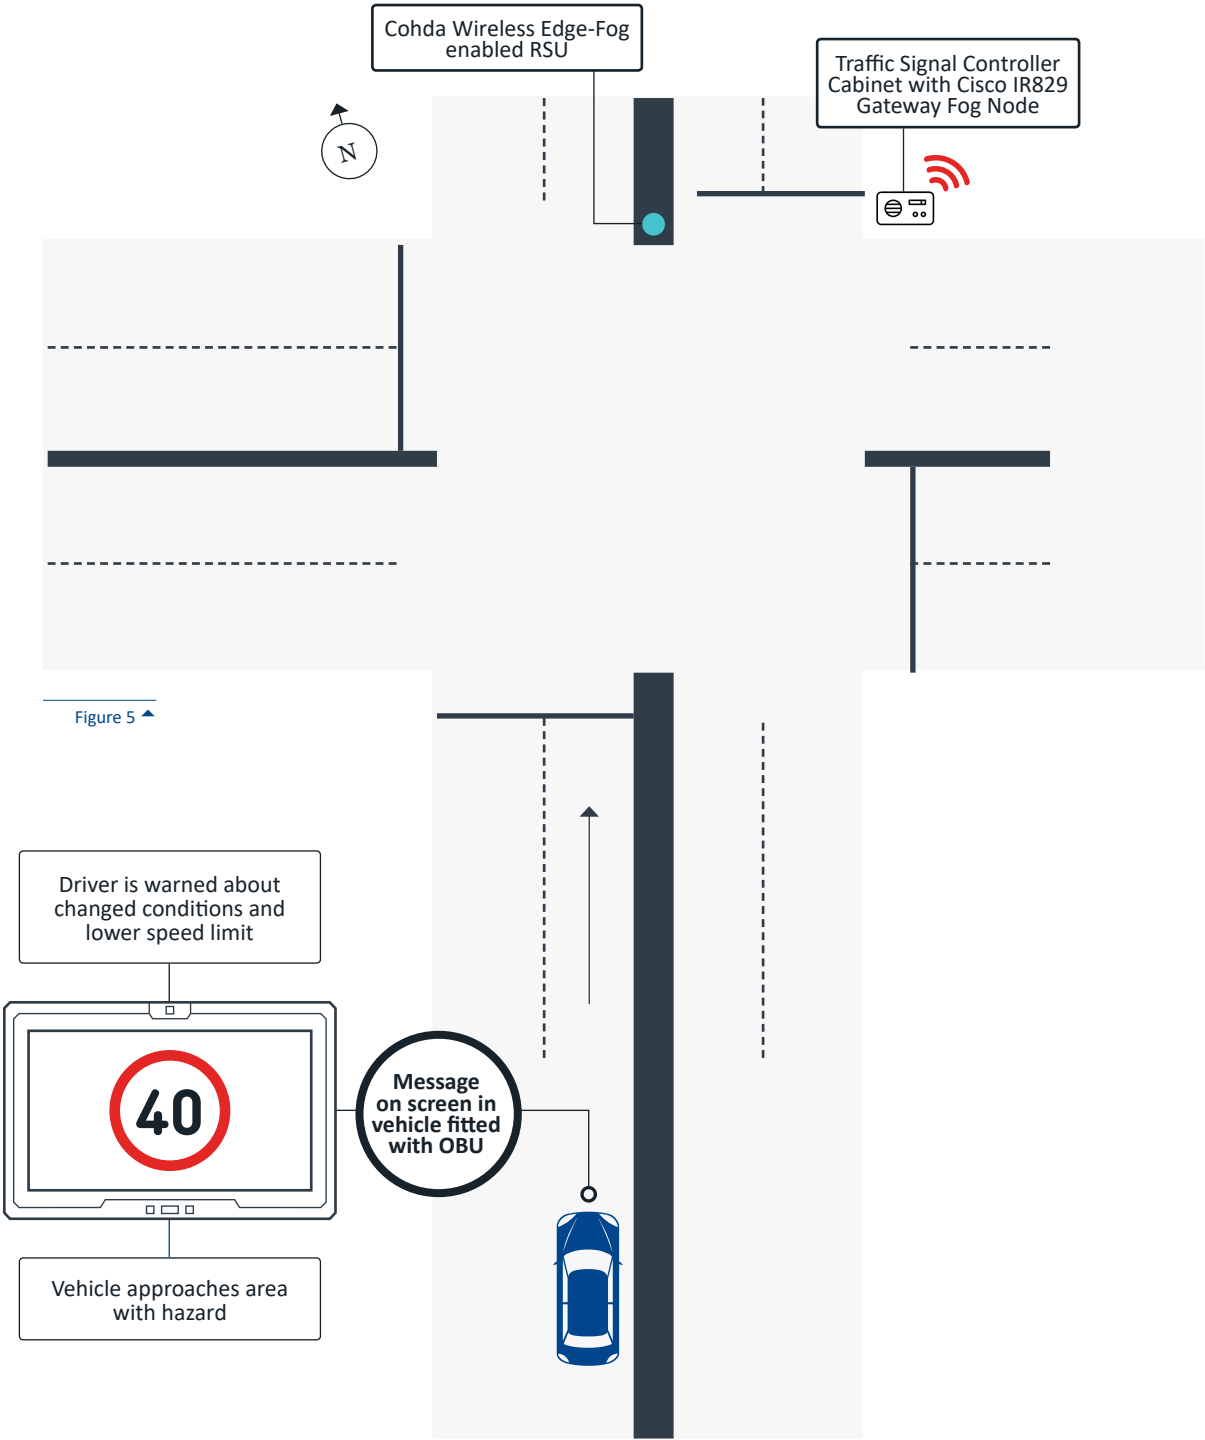 Cohda Wireless Edge-Fog
enabled RSU
Traffic Signal Controller
Cabinet with Cisco IR829
Gateway Fog Node
N
Figure 5
Driver is warned about
changed conditions and
lower speed limit
40
Message
on screen in
vehicle fitted
with OBU
Vehicle approaches area
with hazard